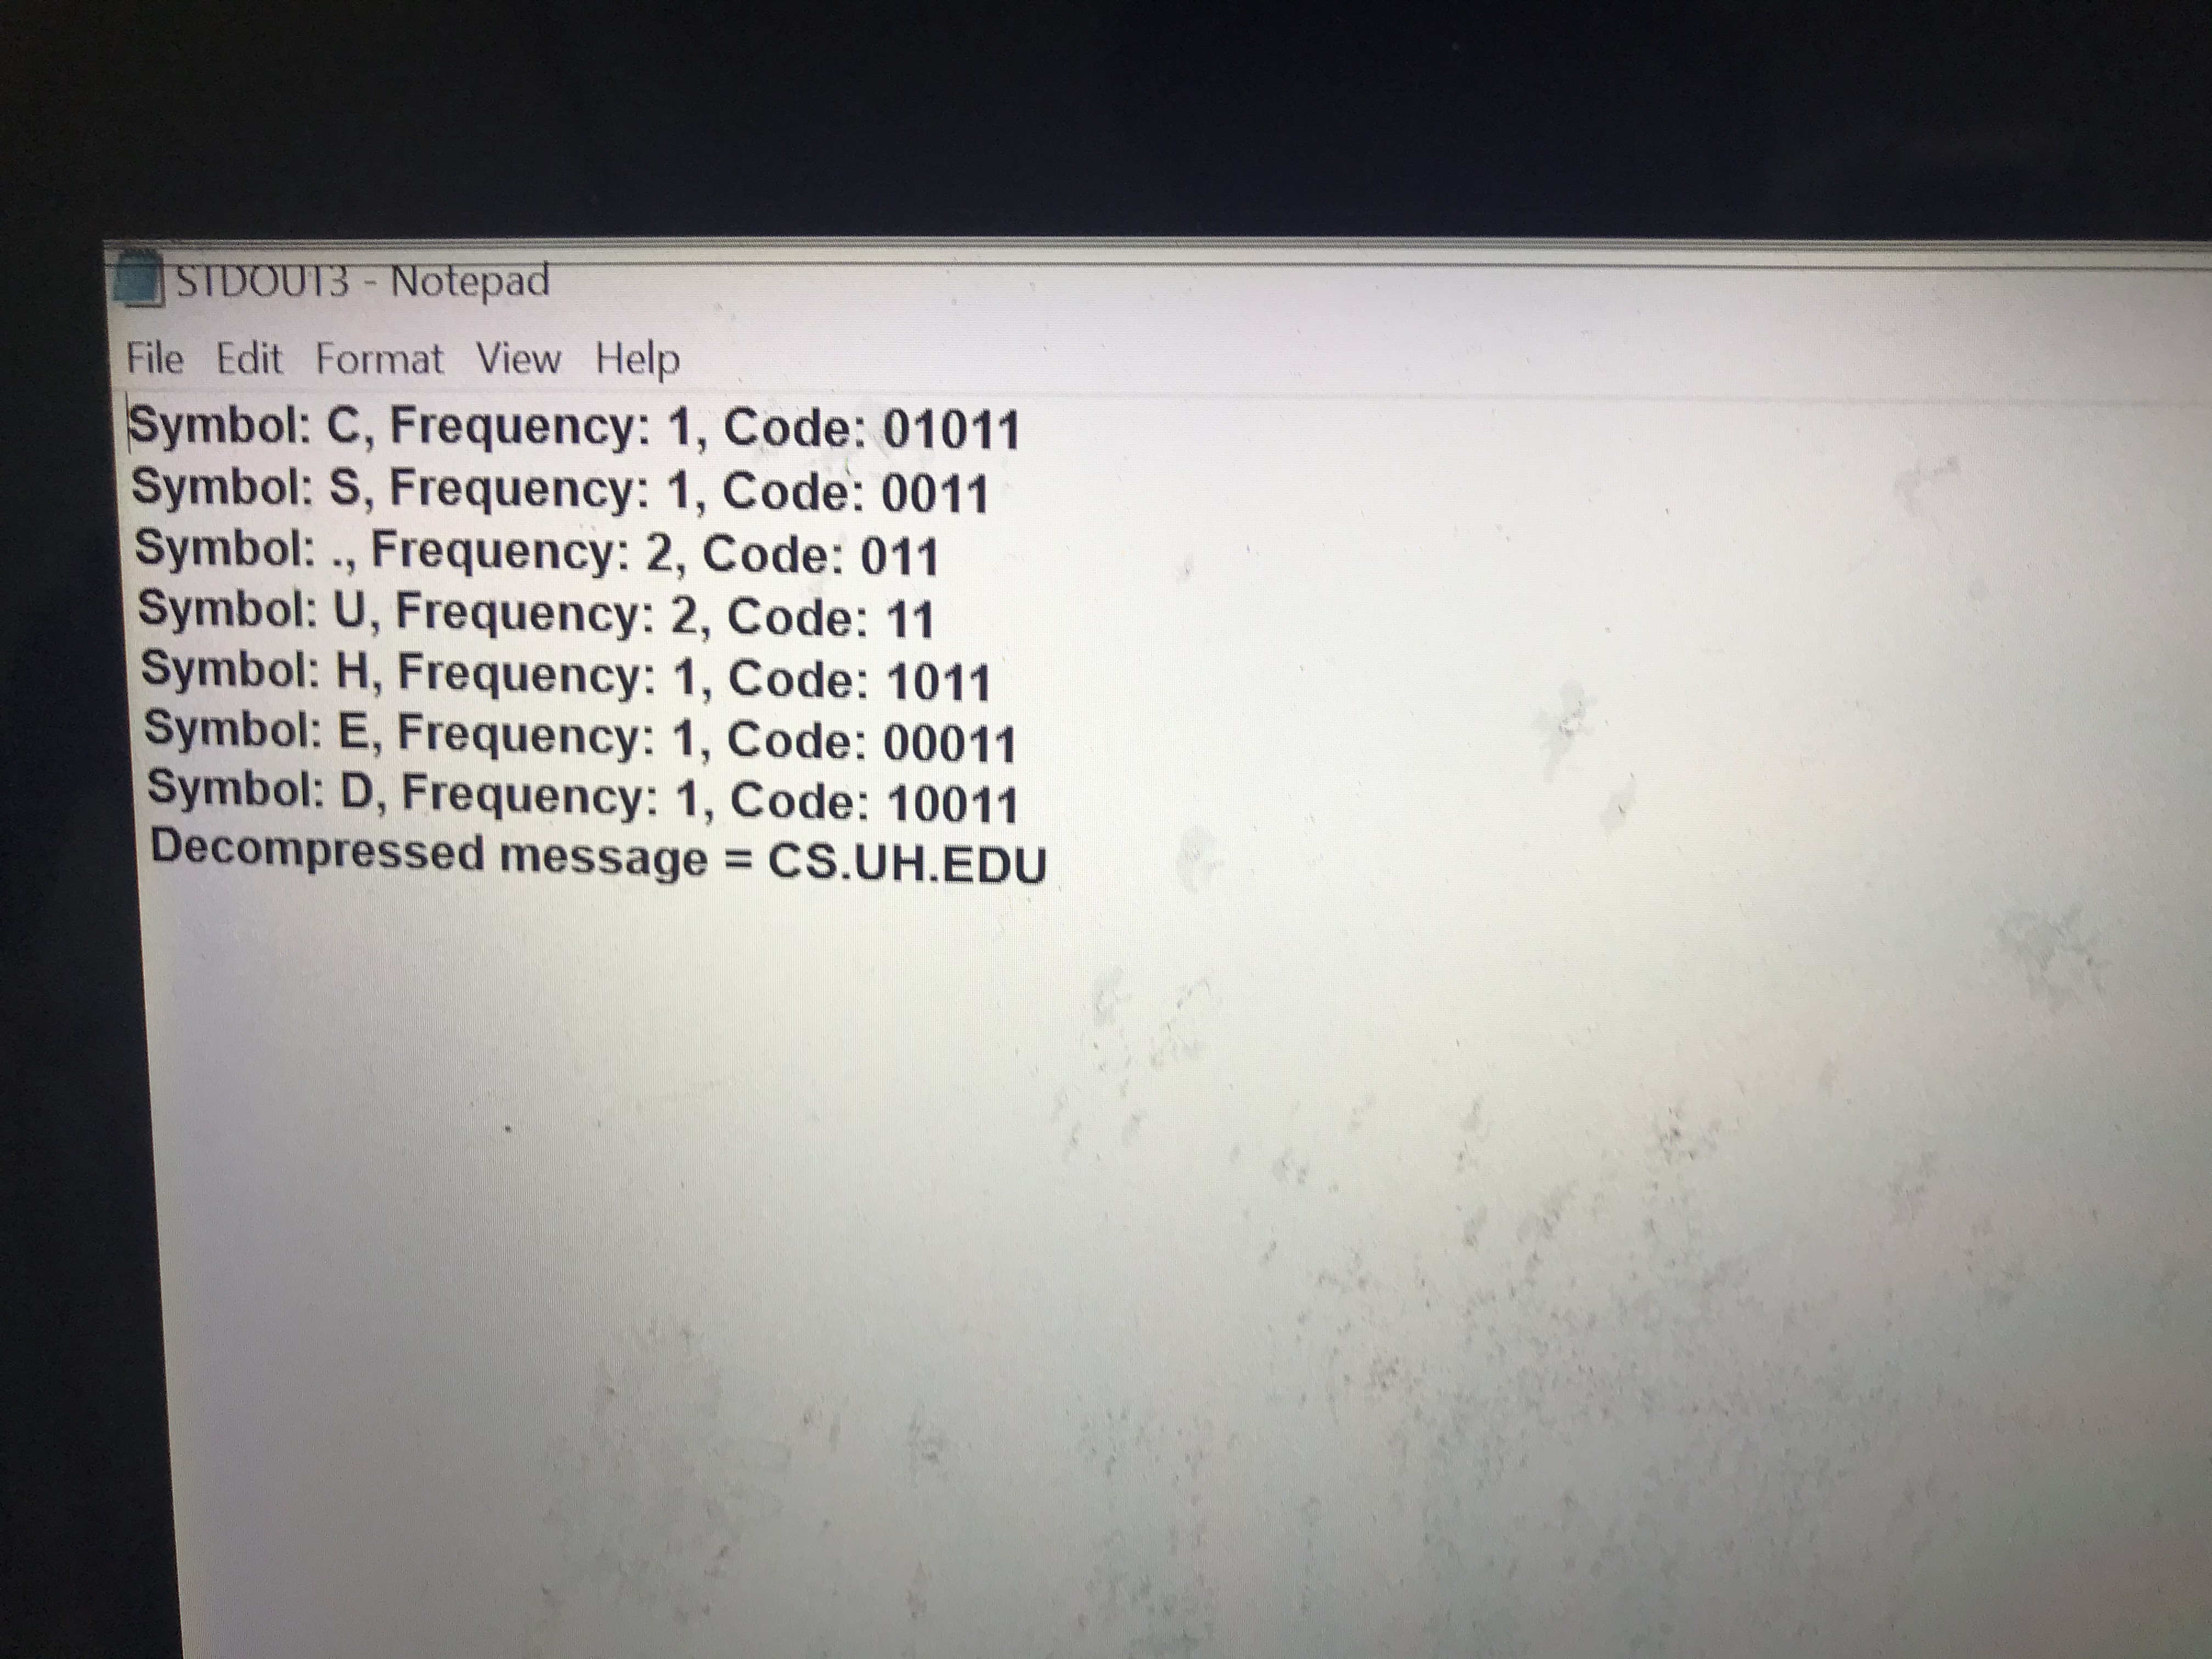 STDOUT3 - Notepad
File Edit Format View Help
Symbol: C, Frequency: 1, Code: 01011
Symbol: S, Frequency: 1, Code: 0011
Symbol: ., Frequency: 2, Code: 011
Symbol: U, Frequency: 2, Code: 11
Symbol: H, Frequency: 1, Code: 1011
Symbol: E, Frequency: 1, Code: 00011
Symbol: D, Frequency: 1, Code: 10011
Decompressed message = CS.UH.EDU